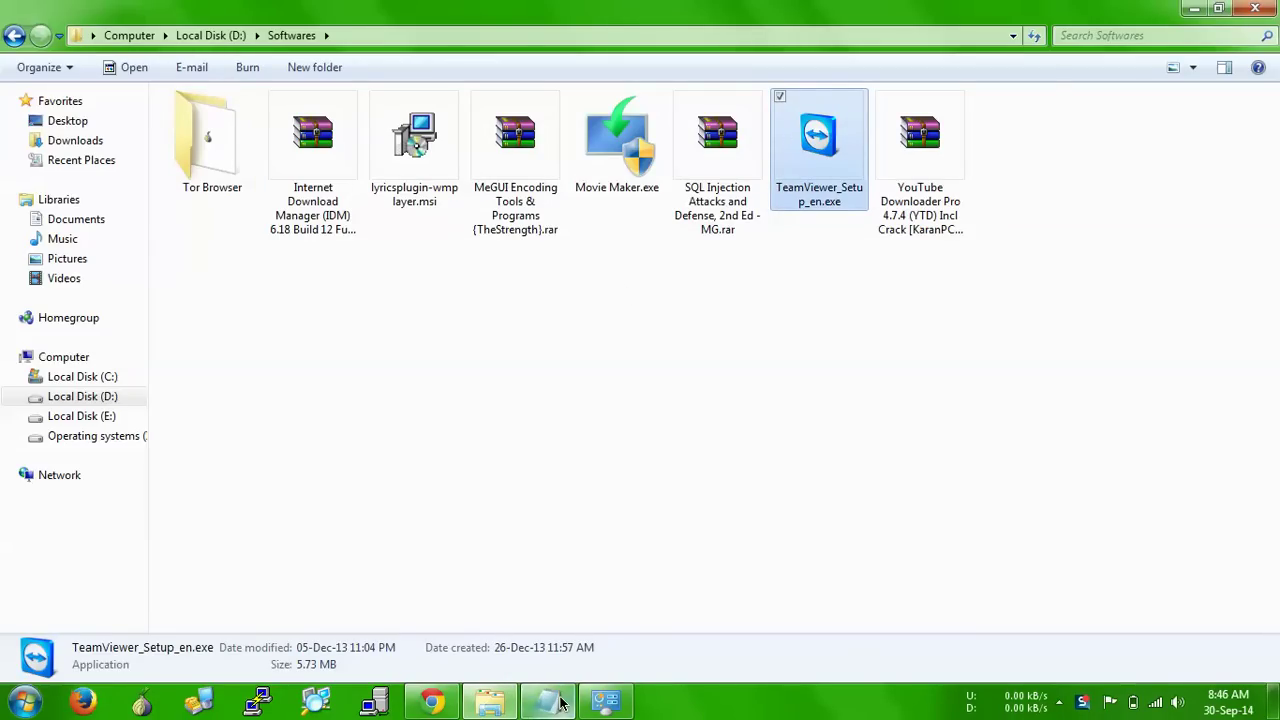 Computer
Local Disk (D:)
Softwares
Search Softwares
Organize
Open
E-mail
Burn
New folder
Favorites
Desktop
Downloads
Recent Places
Libraries
Documents
Music
Pictures
Videos
Homegroup
Computer
Local Disk (C:)
Local Disk (D:)
Local Disk (E:)
Operating systems (
Network
Tor Browser
Internet
Download
Manager (IDM)
6.18 Build 12 Fu...
lyricsplugin-wmp
layer.msi
MeGUI Encoding
Tools &
Programs
{TheStrength}.rar
Movie Maker.exe
SQL Injection
Attacks and
Defense, 2nd Ed -
MG.rar
TeamViewer_Setu
p_en.exe
YouTube
Downloader Pro
4.7.4 (YTD) Incl
Crack [KaranPC...
TeamViewer_Setup_en.exe Date modified: 05-Dec-13 11:04 PM Date created: 26-Dec-13 11:57 AM
Application Size: 5.73 MB
U: 0.00 kB/s
D: 0.00 kB/s
8:46 AM
30-Sep-14